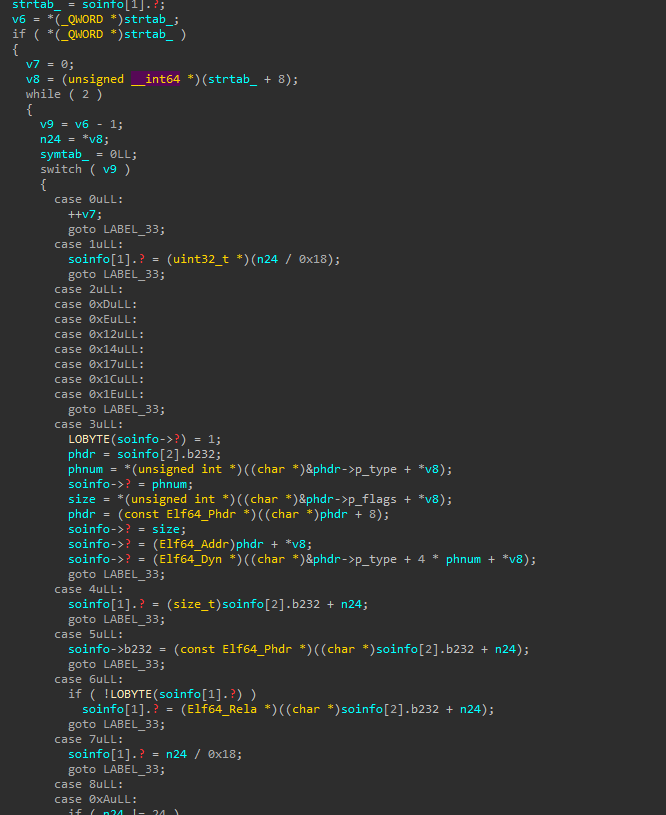 strtab_ = soinfo[1].?;
v6 = *(_QWORD *)strtab_;
if ( *(_QWORD *)strtab_ )
{
v7 = 0;
v8 = (unsigned __int64 *)(strtab_ + 8);
while ( 2 )
{
v9 = v6 - 1;
n24 = *v8;
symtab_ = 0LL;
switch ( v9 )
{
case 0uLL:
++v7;
goto LABEL_33;
case 1uLL:
soinfo[1].? = (uint32_t *)(n24 / 0x18);
goto LABEL_33;
case 2uLL:
case 0xDuLL:
case 0xEuLL:
case 0x12uLL:
case 0x14uLL:
case 0x17uLL:
case 0x1CuLL:
case 0x1EuLL:
goto LABEL_33;
case 3uLL:
LOBYTE(soinfo->?) = 1;
phdr = soinfo[2].b232;
phnum = *(unsigned int *)((char *)&phdr->p_type + *v8);
soinfo->? = phnum;
size = *(unsigned int *)((char *)&phdr->p_flags + *v8);
phdr = (const Elf64_Phdr *)((char *)phdr + 8);
soinfo->? = size;
soinfo->? = (Elf64_Addr)phdr + *v8;
soinfo->? = (Elf64_Dyn *)((char *)&phdr->p_type + 4 * phnum + *v8);
goto LABEL_33;
case 4uLL:
soinfo[1].? = (size_t)soinfo[2].b232 + n24;
goto LABEL_33;
case 5uLL:
soinfo->b232 = (const Elf64_Phdr *)((char *)soinfo[2].b232 + n24);
goto LABEL_33;
case 6uLL:
if ( !LOBYTE(soinfo[1].?) )
soinfo[1].? = (Elf64_Rela *)((char *)soinfo[2].b232 + n24);
goto LABEL_33;
case 7uLL:
soinfo[1].? = n24 / 0x18;
goto LABEL_33;
case 8uLL:
case 0xAuLL:
if ( n24 != 24 )